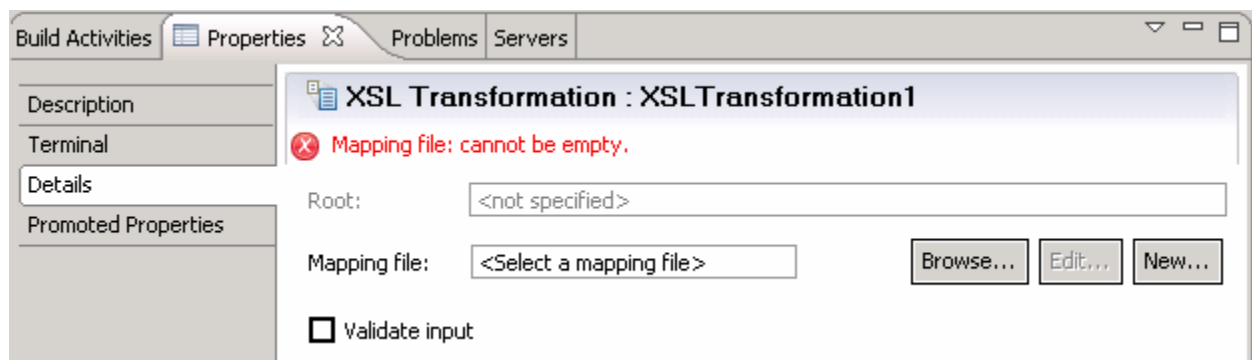 Build Activities Properties Problems Servers
XSL Transformation : XSLTransformation1
Description
Mapping file: cannot be empty.
Terminal
Details
Root: <not specified>
Promoted Properties
Mapping file: <Select a mapping file> Browse... Edit... New...
Validate input